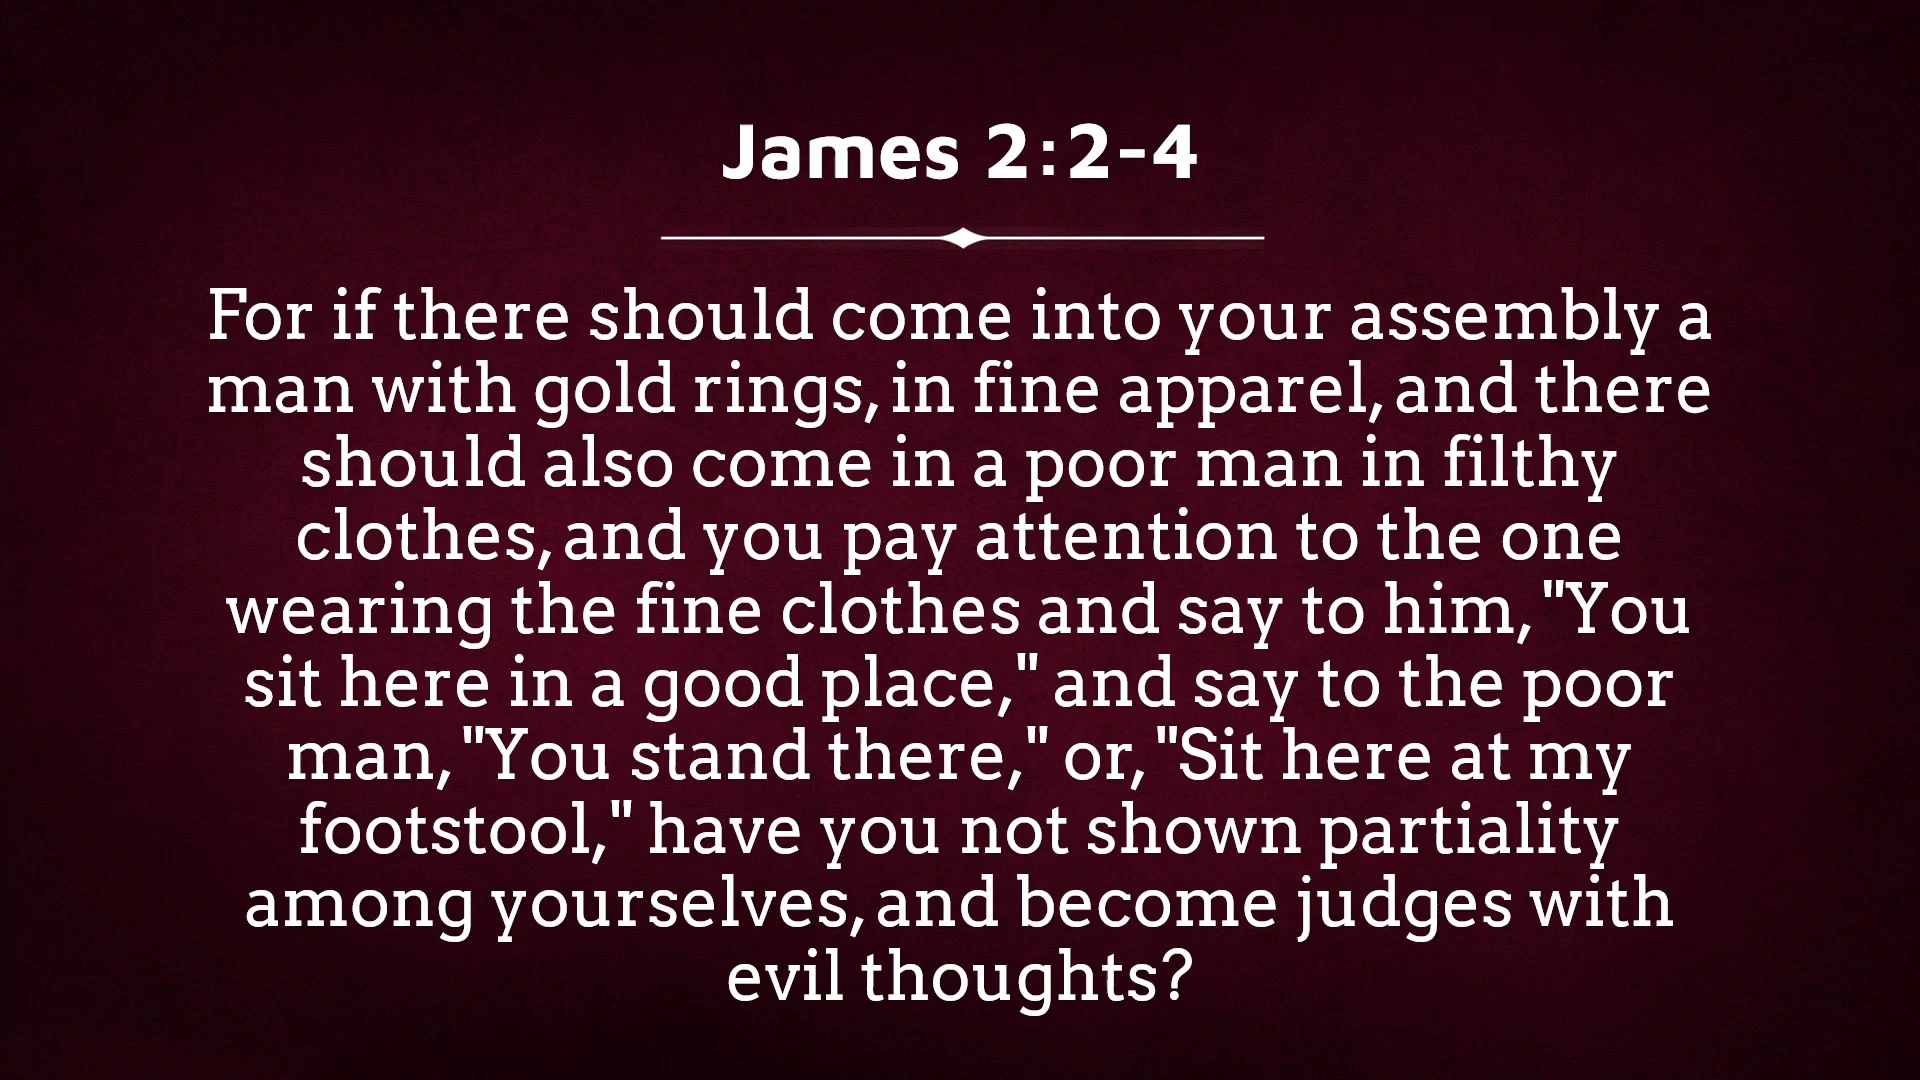 James 2:2-4
For if there should come into your assembly a
man with gold rings, in fine apparel, and there
should also come in a poor man in filthy
clothes, and you pay attention to the one
wearing the fine clothes and say to him, "You
sit here in a good place," and say to the poor
man, "You stand there," or, "Sit here at my
footstool," have you not shown partiality
among yourselves, and become judges with
evil thoughts?